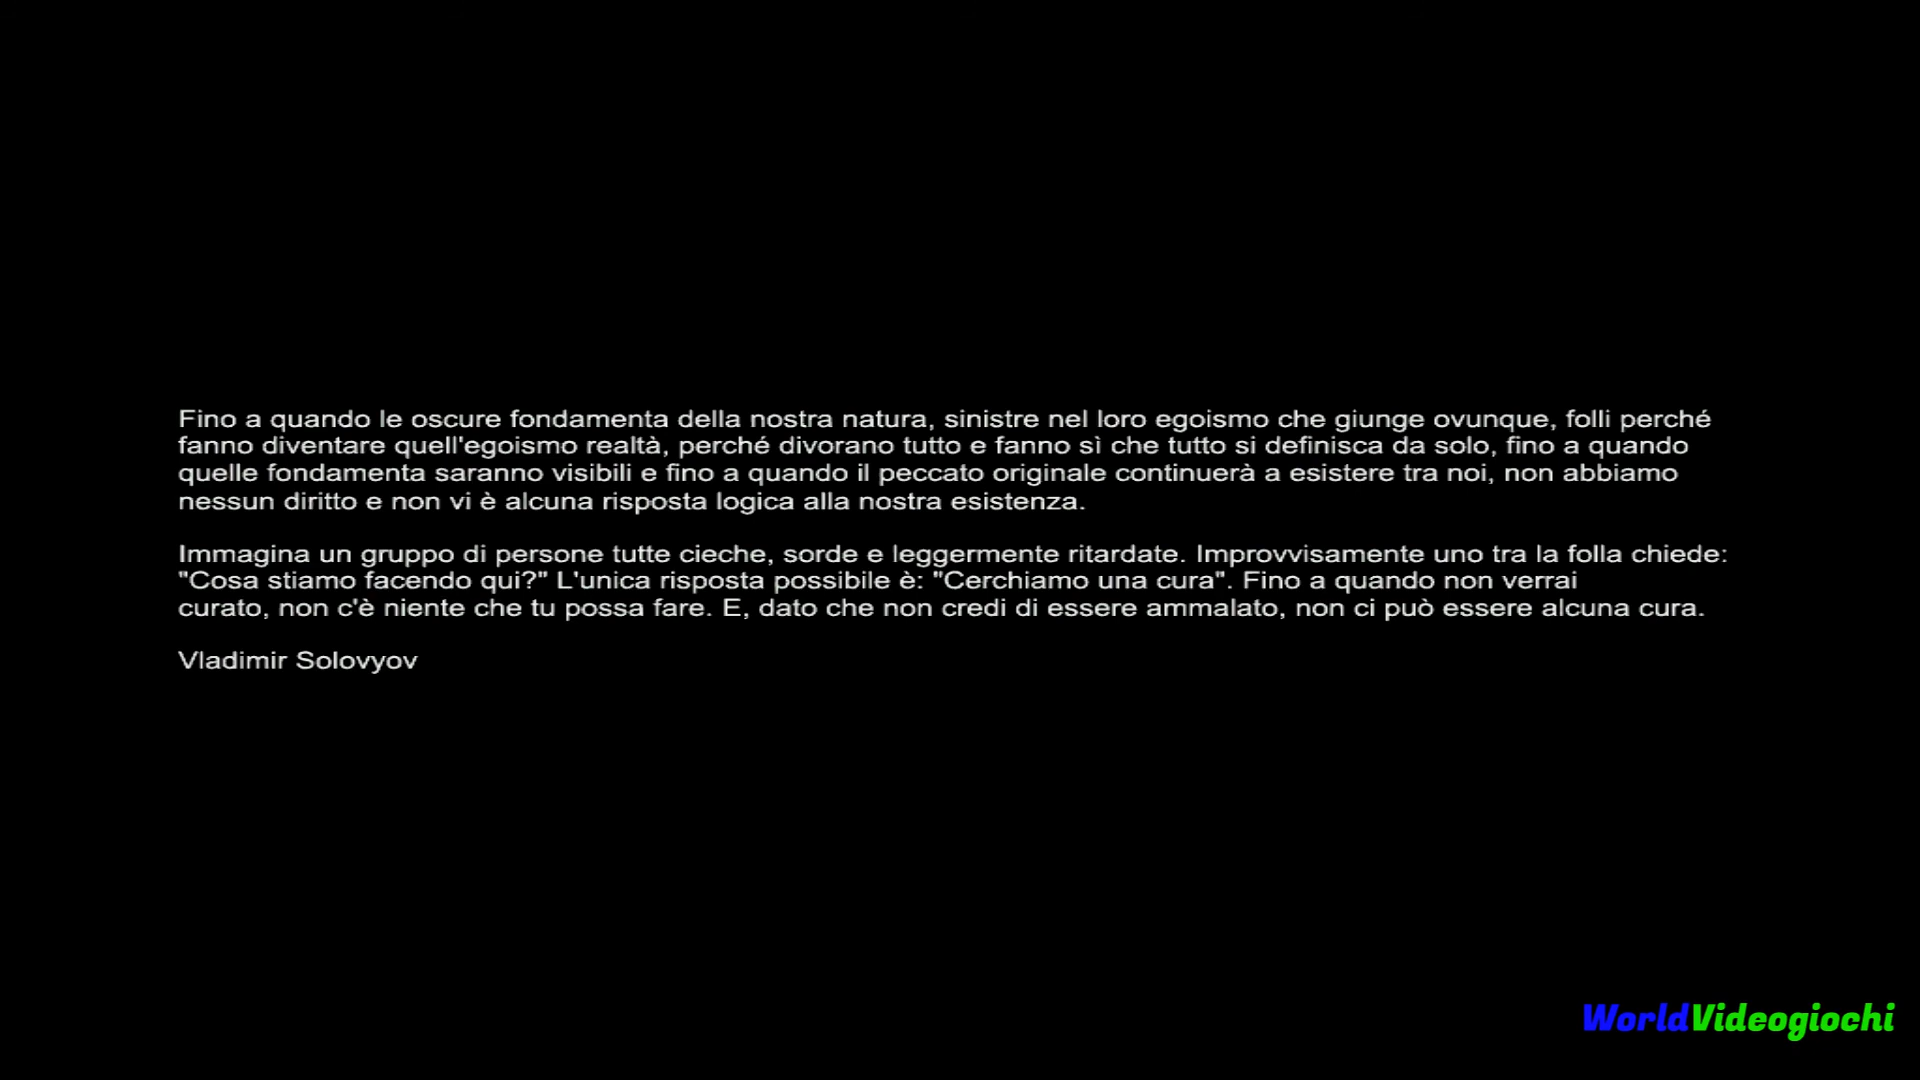 Fino a quando le oscure fondamenta della nostra natura, sinistre nel loro egoismo che giunge ovunque, folli perché
fanno diventare quell'egoismo realtà, perché divorano tutto e fanno sì che tutto si definisca da solo, fino a quando
quelle fondamenta saranno visibili e fino a quando il peccato originale continuerà a esistere tra noi, non abbiamo
nessun diritto e non vi è alcuna risposta logica alla nostra esistenza.
Immagina un gruppo di persone tutte cieche, sorde e leggermente ritardate. Improvvisamente uno tra la folla chiede:
"Cosa stiamo facendo qui?" L'unica risposta possibile è: "Cerchiamo una cura". Fino a quando non verrai
curato, non c'è niente che tu possa fare. E, dato che non credi di essere ammalato, non ci può essere alcuna cura.
Vladimir Solovyov
WorldVideogiochi